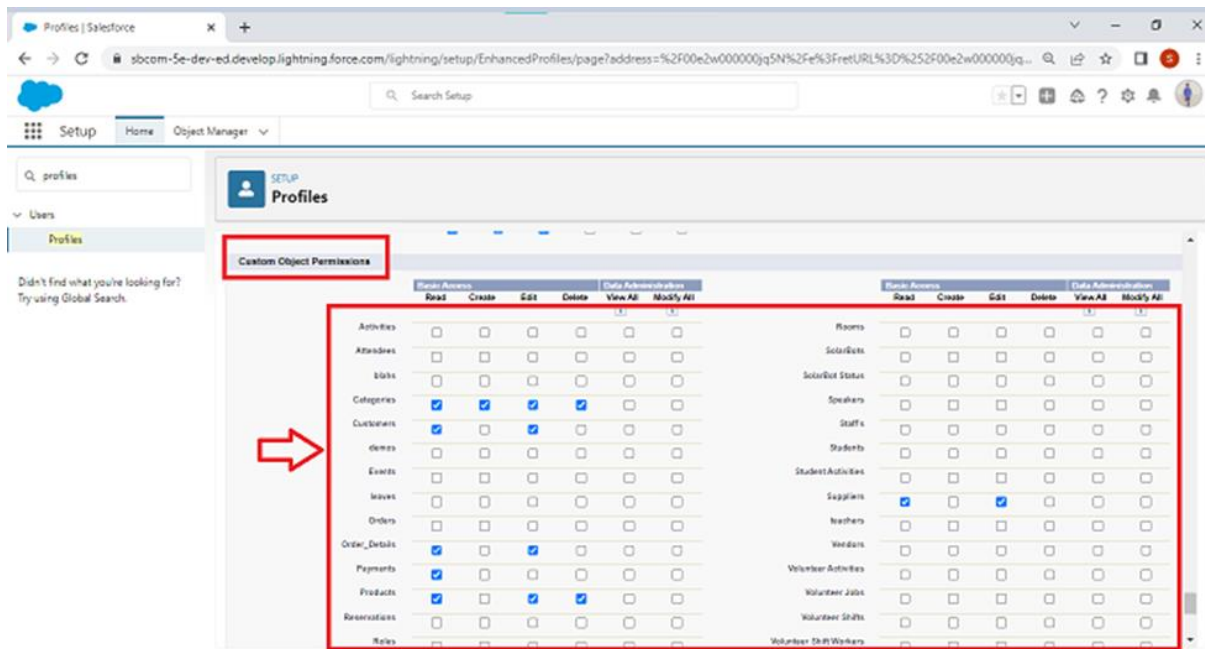 Profiles | Salesforce
sbcom-5e-dev-ed.develop.lightning.force.com/lightning/setup/EnhancedProfiles/page?address=%2F00e2w000000jq5N%2Fe%3FretURL%3D%252F00e2w000000jq...
S
Search Setup
Setup Home Object Manager
profiles
Users
Profiles
Didn't find what you're looking for?
Try using Global Search.
SETUP
Profiles
Custom Object Permissions
Basic Access Data Administration Basic Access Data Administration
Read Create Edit Delete View All Modify All Read Create Edit Delete View All Modify All
Activities Rooms
Attendees SolarBots
blahs SolarBot Status
Categories Speakers
Customers Staffs
demos Students
Events Student Activities
leaves Suppliers
Orders teachers
Order_Details Vendors
Payments Volunteer Activities
Products Volunteer Jobs
Reservations Volunteer Shifts
Roles Volunteer Shift Workers